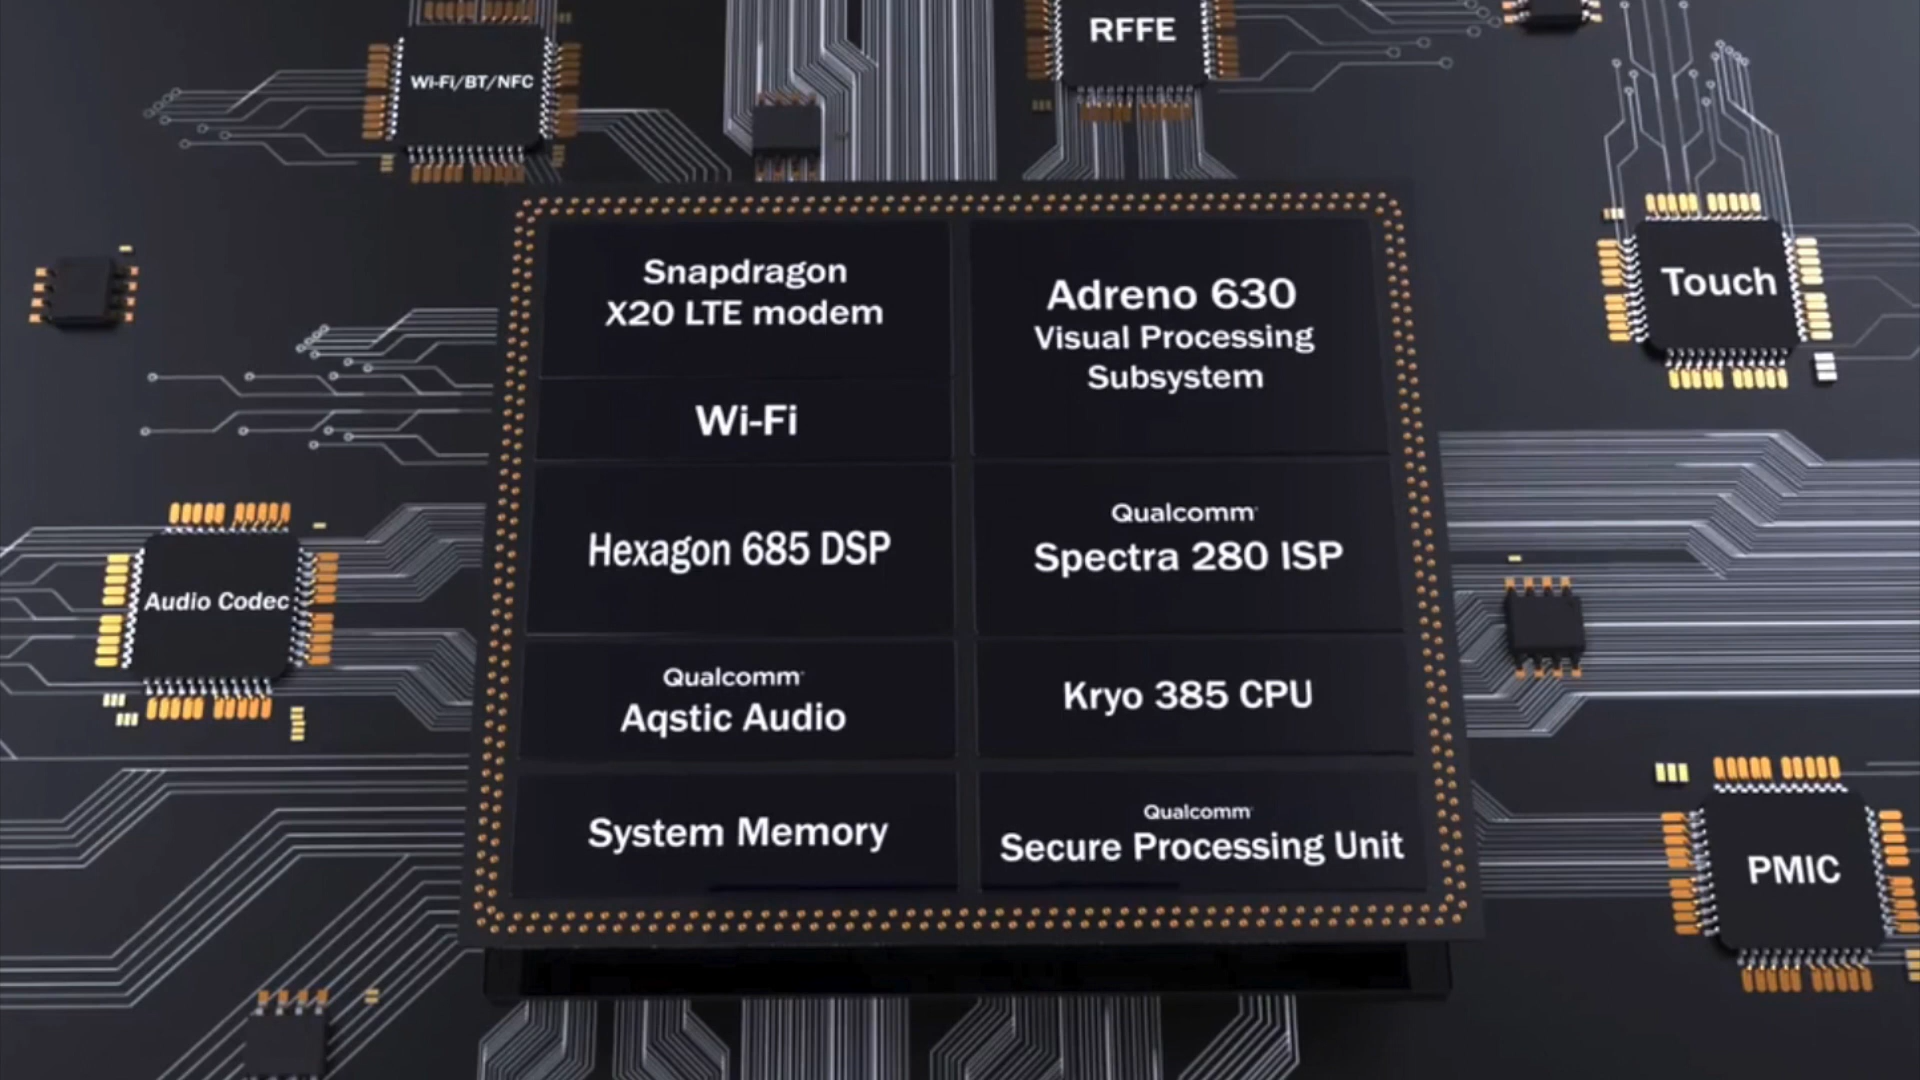 RFFE
Wi-Fi/BT/NFC
Touch
Snapdragon
X20 LTE modem
Adreno 630
Visual Processing
Subsystem
Wi-Fi
Qualcomm
Spectra 280 ISP
Hexagon 685 DSP
Audio Codec
Qualcomm
Aqstic Audio
Kryo 385 CPU
System Memory
Qualcomm
Secure Processing Unit
PMIC